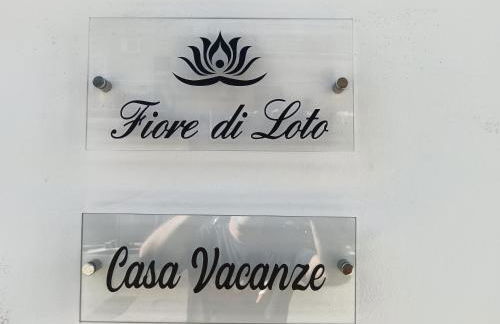 Fiore di Loto
Casa Vacanze